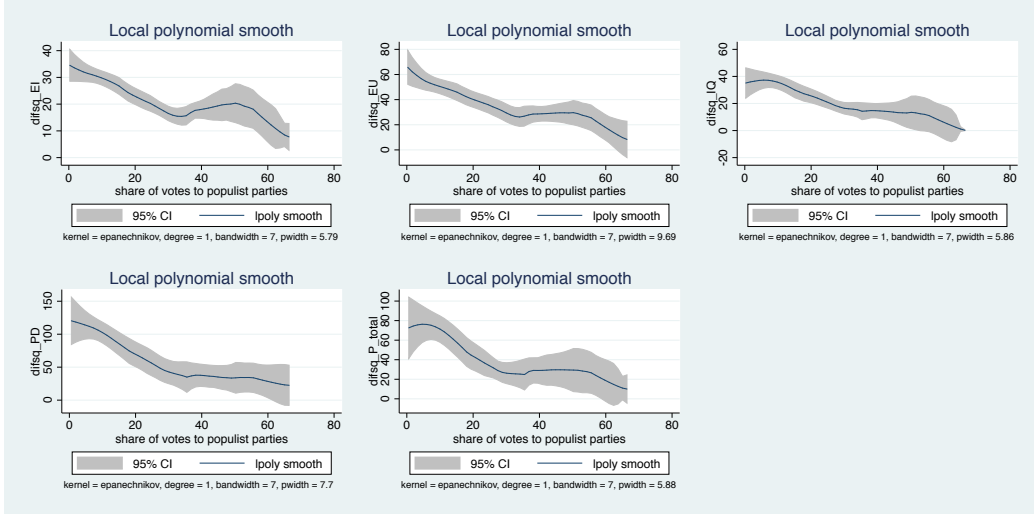 Local polynomial smooth
difsq_EI
40
30
20
10
0
0 20 40 60 80
share of votes to populist parties
95% CI lpoly smooth
kernel = epanechnikov, degree = 1, bandwidth = 7, pwidth = 5.79
Local polynomial smooth
difsq_EU
80
60
40
20
0
0 20 40 60 80
share of votes to populist parties
95% CI lpoly smooth
kernel = epanechnikov, degree = 1, bandwidth = 7, pwidth = 9.69
Local polynomial smooth
difsq_IQ
60
40
20
0
-20
0 20 40 60 80
share of votes to populist parties
95% CI lpoly smooth
kernel = epanechnikov, degree = 1, bandwidth = 7, pwidth = 5.86
Local polynomial smooth
difsq_PD
150
100
50
0
0 20 40 60 80
share of votes to populist parties
95% CI lpoly smooth
kernel = epanechnikov, degree = 1, bandwidth = 7, pwidth = 7.7
Local polynomial smooth
difsq_P_total
100
80
60
40
20
0
0 20 40 60 80
share of votes to populist parties
95% CI lpoly smooth
kernel = epanechnikov, degree = 1, bandwidth = 7, pwidth = 5.88